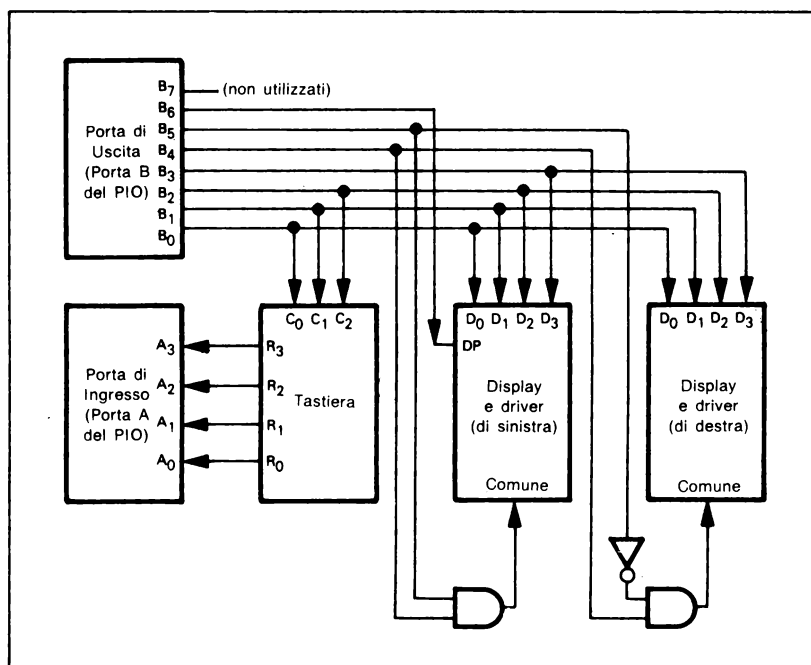 B7 (non utilizzati)
B6
B5
B4
B3
B2
B1
B0
Porta di
Uscita
(Porta B
del PIO)
A3
A2
A1
A0
Porta di
Ingresso
(Porta A
del PIO)
C0 C1 C2
R3
R2
R1
R0
Tastiera
D0 D1 D2 D3
DP
Display
e driver
(di sinistra)
Comune
D0 D1 D2 D3
Display
e driver
(di destra)
Comune